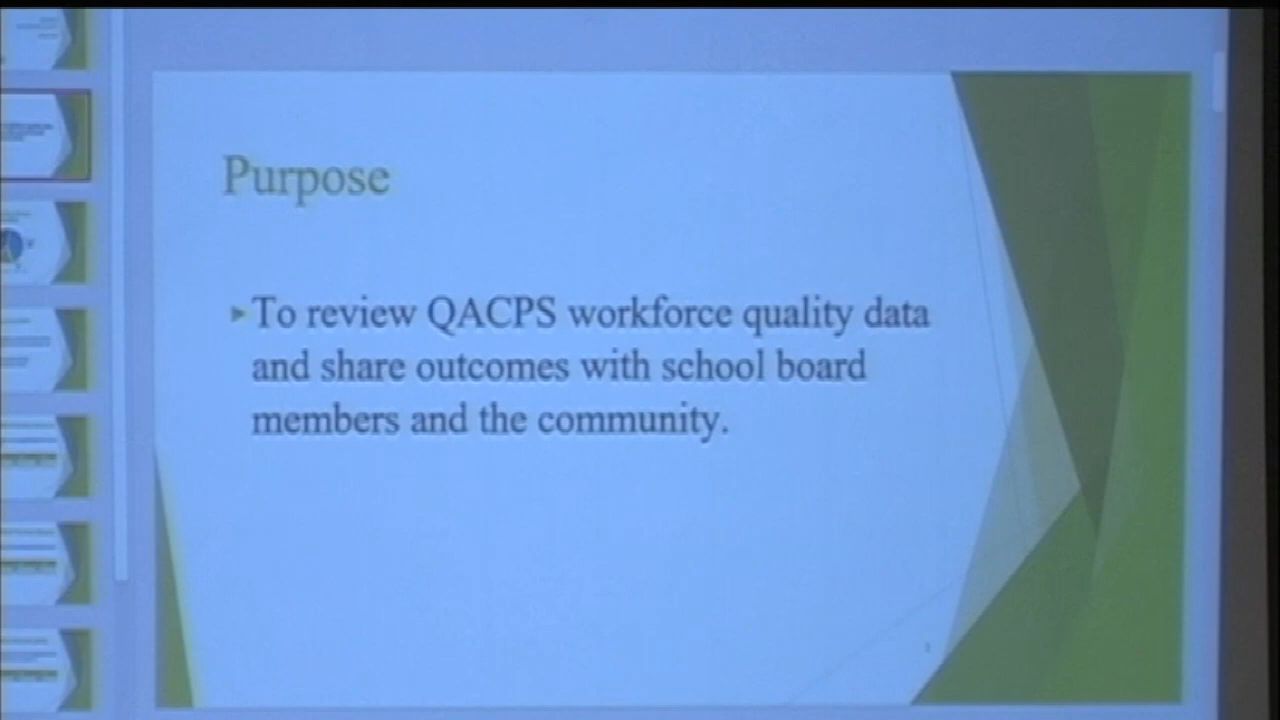 Purpose
To review QACPS workforce quality data
and share outcomes with school board
members and the community.